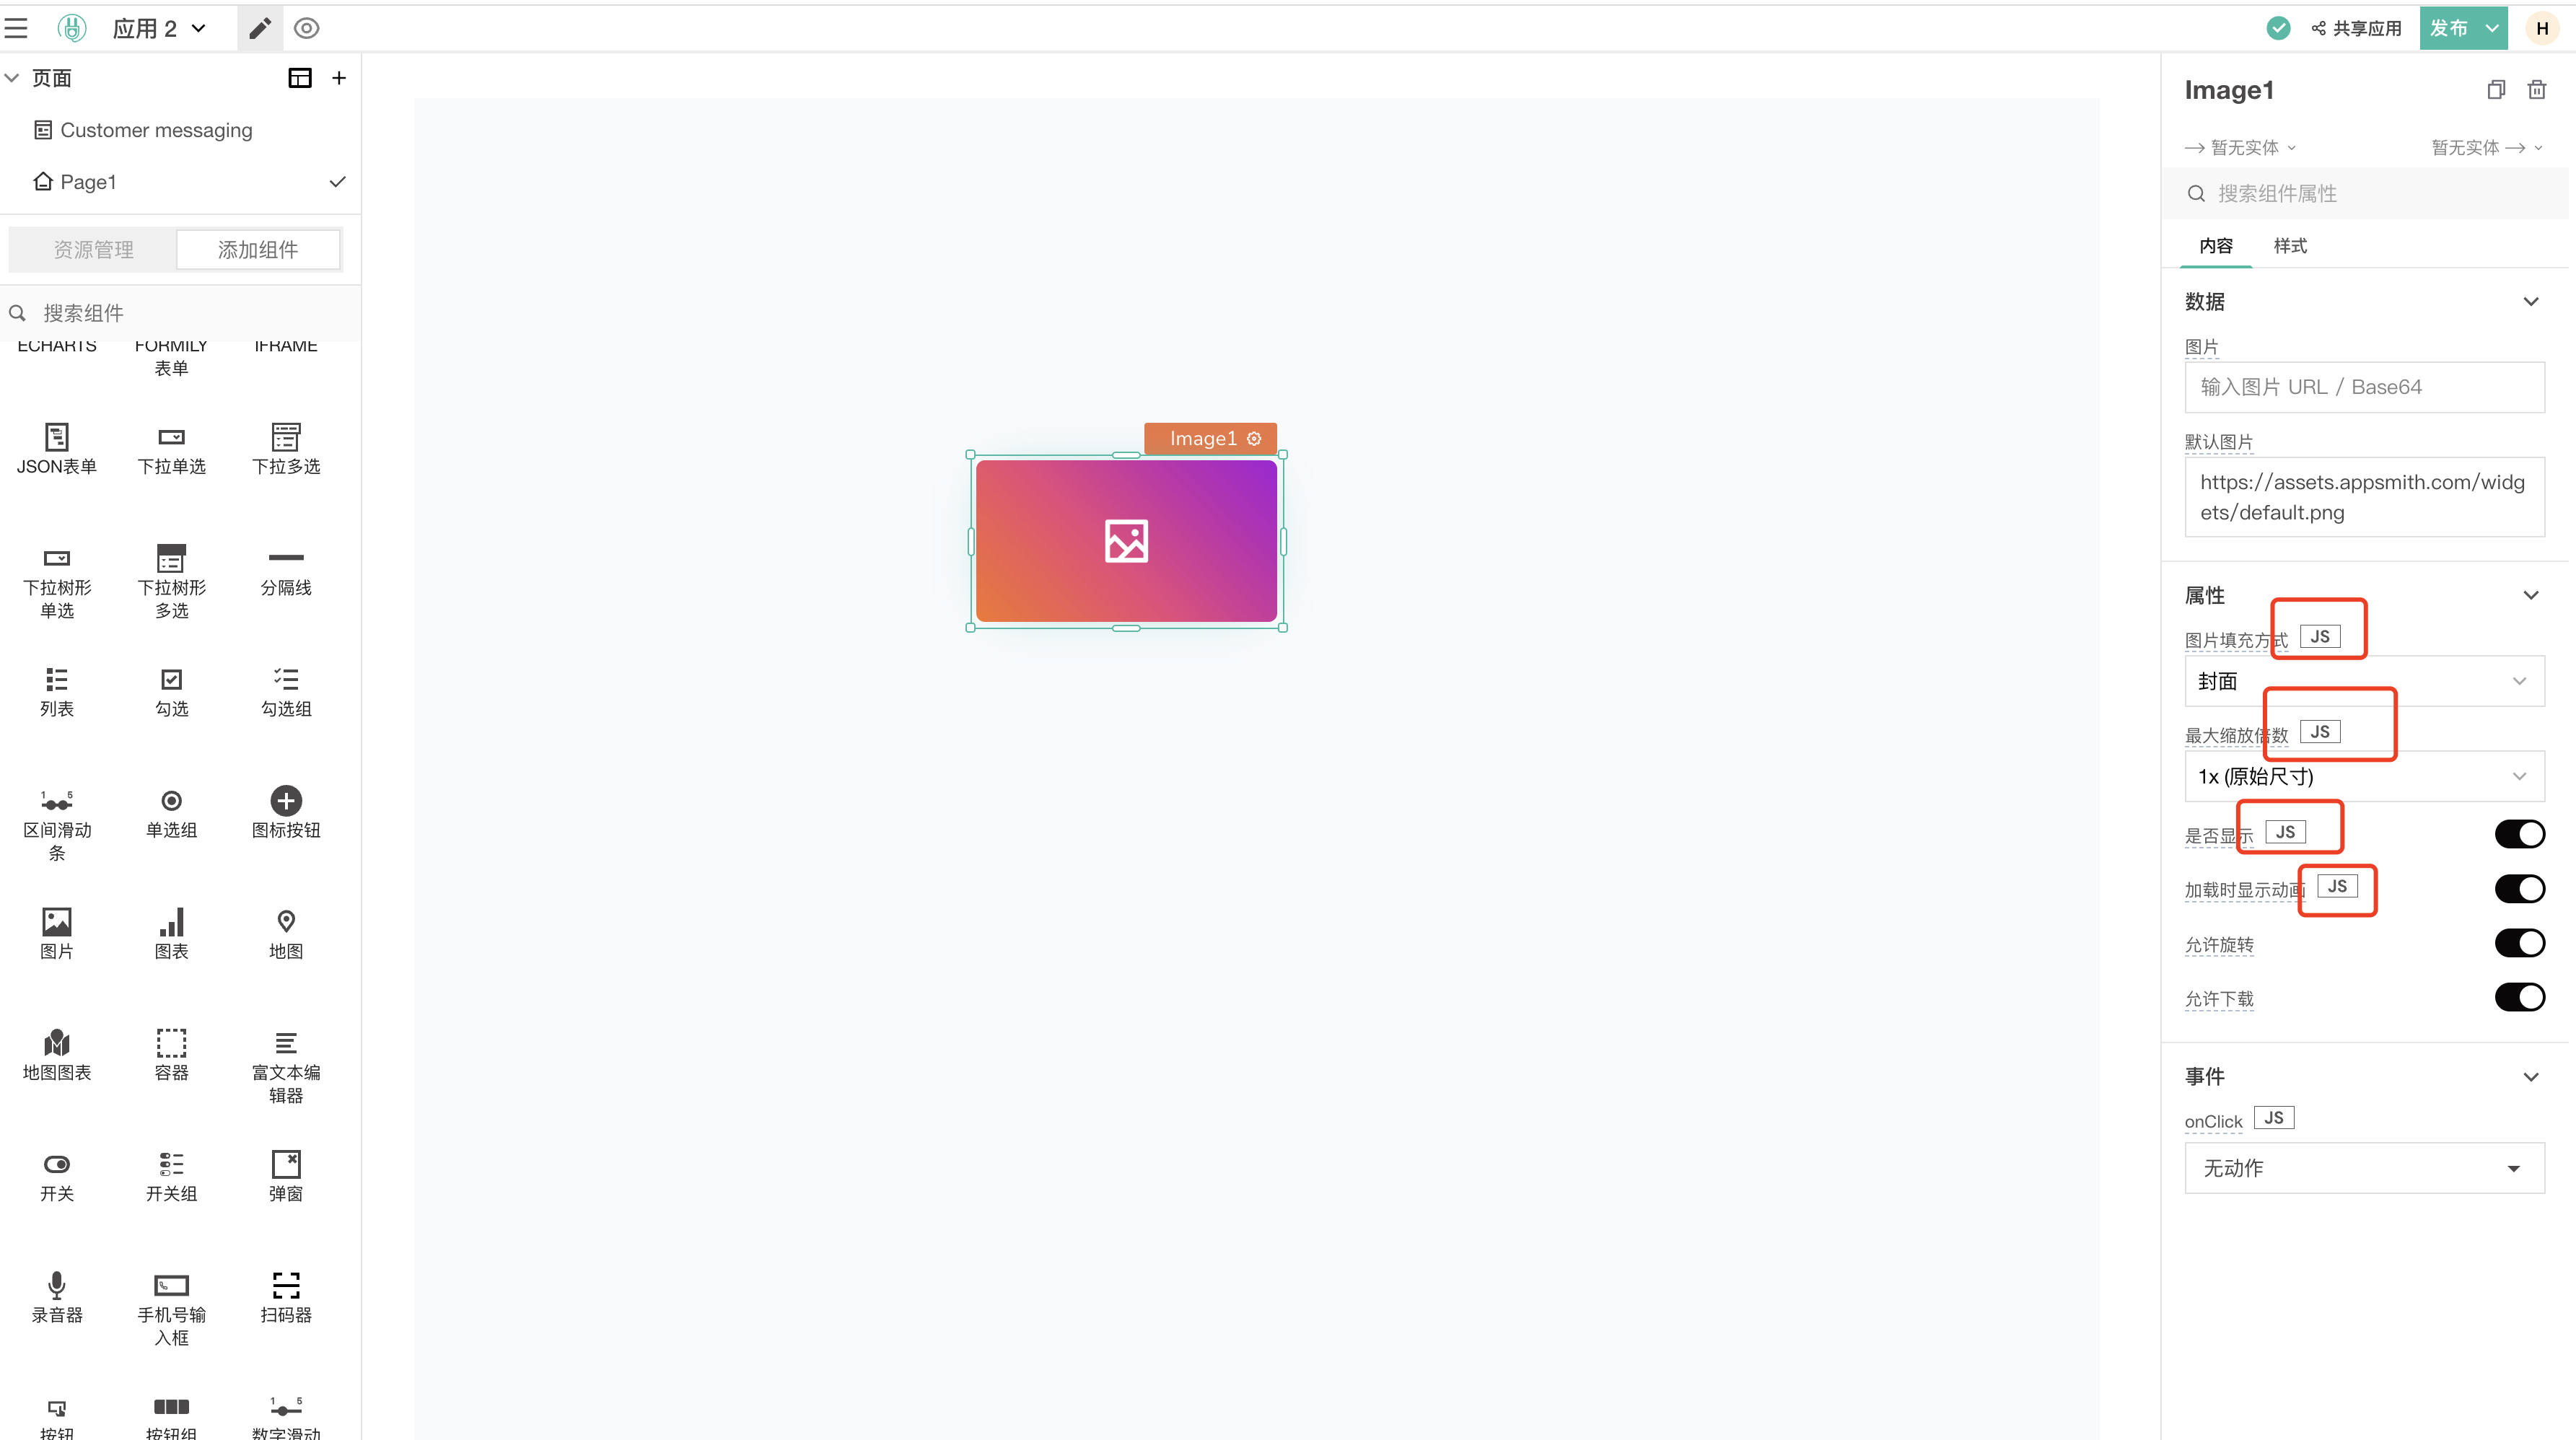 应用 2
共享应用
发布
H
页面
Customer messaging
Page1
资源管理
添加组件
搜索组件
ECHARTS
FORMILY
表单
IFRAME
JSON表单
下拉单选
下拉多选
下拉树形
单选
下拉树形
多选
分隔线
列表
勾选
勾选组
1 5
区间滑动
条
单选组
图标按钮
图片
图表
地图
地图图表
容器
富文本编
辑器
开关
开关组
弹窗
录音器
手机号输
入框
扫码器
按钮
按钮组
1 5
数字滑动
Image1
Image1
暂无实体
暂无实体
搜索组件属性
内容
样式
数据
图片
输入图片 URL / Base64
默认图片
https://assets.appsmith.com/widg
ets/default.png
属性
图片填充方式 JS
封面
最大缩放倍数 JS
1x (原始尺寸)
是否显示 JS
加载时显示动画 JS
允许旋转
允许下载
事件
onClick JS
无动作